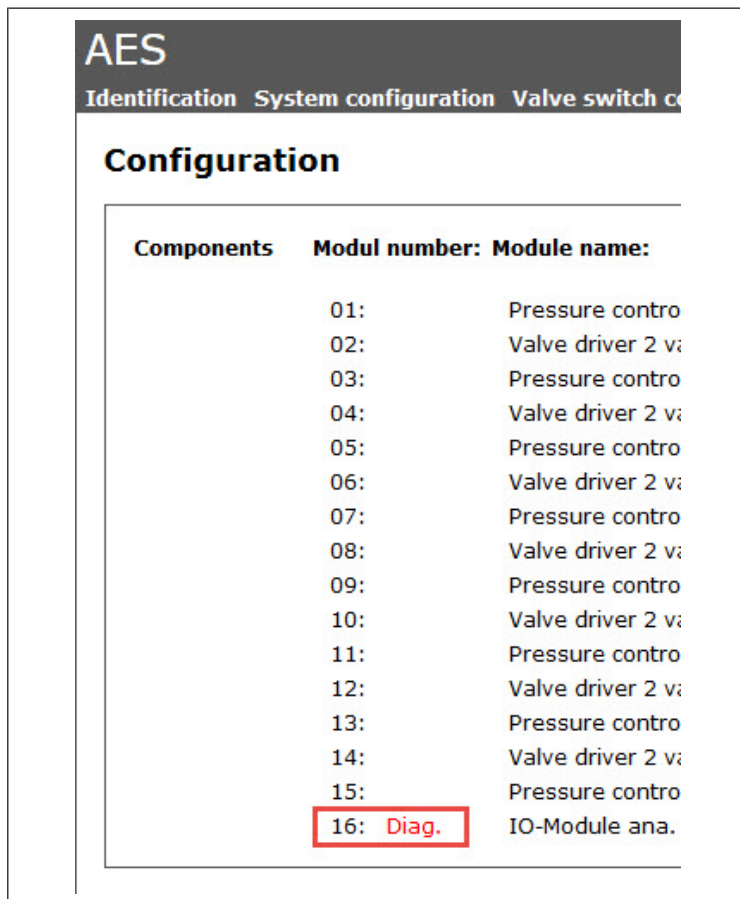 AES
Identification System configuration Valve switch
Configuration
Components Modul number: Module name:
01: Pressure contro
02: Valve driver 2
03: Pressure contro
04: Valve driver 2
05: Pressure contro
06: Valve driver 2
07: Pressure contro
08: Valve driver 2
09: Pressure contro
10: Valve driver 2
11: Pressure contro
12: Valve driver 2
13: Pressure contro
14: Valve driver 2
15: Pressure contro
16: Diag. IO-Module ana.